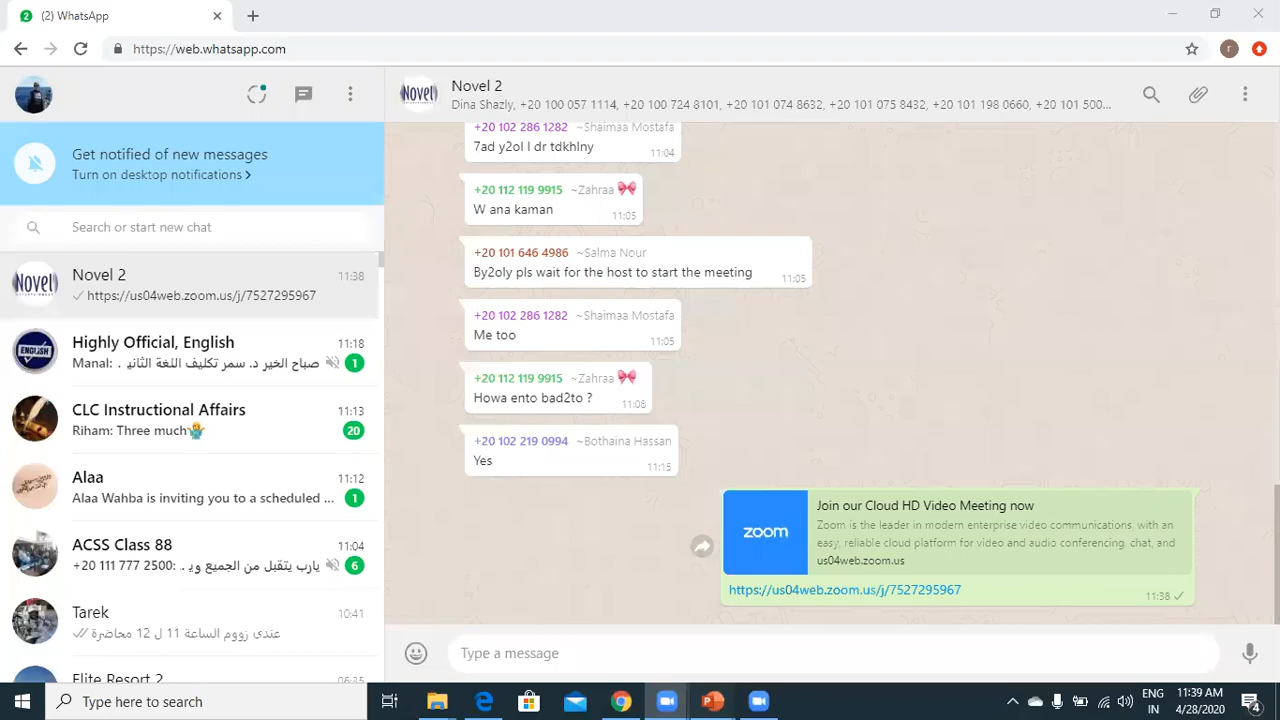 (2) WhatsApp
https://web.whatsapp.com
r
Get notified of new messages
Turn on desktop notifications >
Search or start new chat
Novel 2
11:38
https://us04web.zoom.us/j/7527295967
Highly Official, English
11:18
Manal: صباح الخير د. سمر تكليف اللغة الثانية . .
1
CLC Instructional Affairs
11:13
Riham: Three much
20
Alaa
11:12
Alaa Wahba is inviting you to a scheduled ...
1
ACSS Class 88
11:04
+20 111 777 2500: يارب يتقبل من الجميع وي . .
6
Tarek
10:41
عندى زووم الساعة 11 ل 12 محاضرة
Elite Resort 2
06:35
NOVEL
Novel 2
Dina Shazly, +20 100 057 1114, +20 100 724 8101, +20 101 074 8632, +20 101 075 8432, +20 101 198 0660, +20 101 500...
+20 102 286 1282 ~Shaimaa Mostafa
7ad y2ol l dr tdkhlny
11:04
+20 112 119 9915 ~Zahraa
W ana kaman
11:05
+20 101 646 4986 ~Salma Nour
By2oly pls wait for the host to start the meeting
11:05
+20 102 286 1282 ~Shaimaa Mostafa
Me too
11:05
+20 112 119 9915 ~Zahraa
Howa ento bad2to ?
11:08
+20 102 219 0994 ~Bothaina Hassan
Yes
11:15
zoom
Join our Cloud HD Video Meeting now
Zoom is the leader in modern enterprise video communications, with an
easy, reliable cloud platform for video and audio conferencing, chat, and
us04web.zoom.us
https://us04web.zoom.us/j/7527295967
11:38
Type a message
Type here to search
ENG
IN
11:39 AM
4/28/2020
4